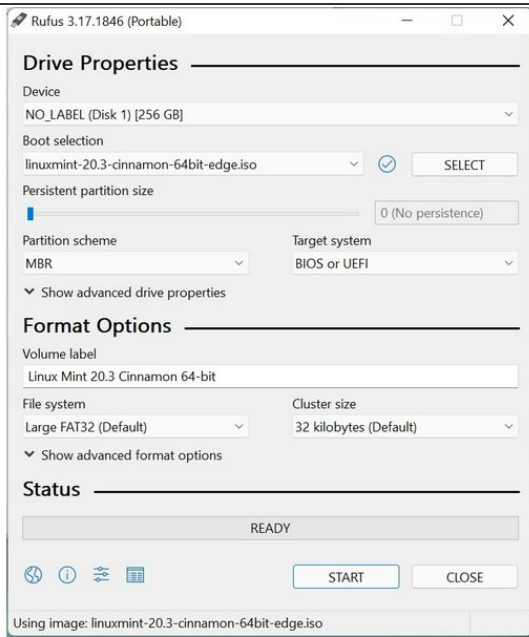 Rufus 3.17.1846 (Portable)
Drive Properties
Device
NO_LABEL (Disk 1) [256 GB]
Boot selection
linuxmint-20.3-cinnamon-64bit-edge.iso
SELECT
Persistent partition size
0 (No persistence)
Partition scheme
Target system
MBR
BIOS or UEFI
Show advanced drive properties
Format Options
Volume label
Linux Mint 20.3 Cinnamon 64-bit
File system
Cluster size
Large FAT32 (Default)
32 kilobytes (Default)
Show advanced format options
Status
READY
START
CLOSE
Using image: linuxmint-20.3-cinnamon-64bit-edge.iso